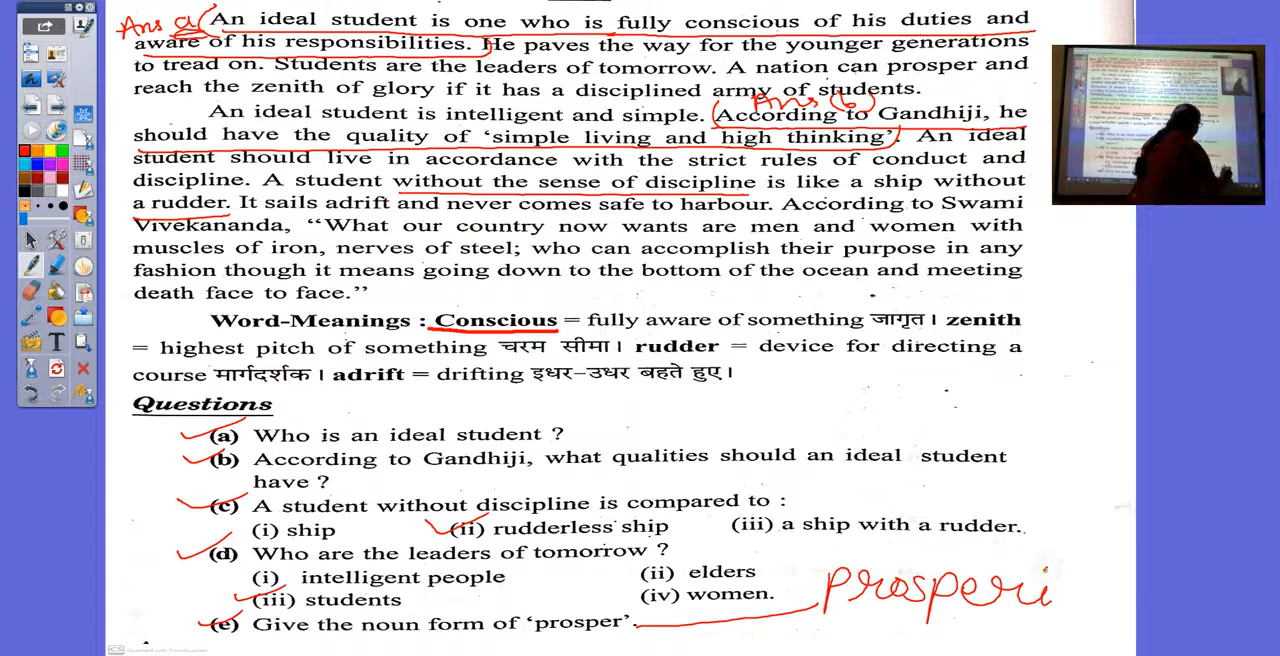 Ans a An ideal student is one who is fully conscious of his duties and
aware of his responsibilities. He paves the way for the younger generations
to tread on. Students are the leaders of tomorrow. A nation can prosper and
reach the zenith of glory if it has a disciplined army of students.
Ans (b)
An ideal student is intelligent and simple. According to Gandhiji, he
should have the quality of ‘simple living and high thinking’. An ideal
student should live in accordance with the strict rules of conduct and
discipline. A student without the sense of discipline is like a ship without
a rudder. It sails adrift and never comes safe to harbour. According to Swami
Vivekananda, “What our country now wants are men and women with
muscles of iron, nerves of steel; who can accomplish their purpose in any
fashion though it means going down to the bottom of the ocean and meeting
death face to face.”
Word-Meanings : Conscious = fully aware of something जागृत। zenith
= highest pitch of something चरम सीमा। rudder = device for directing a
course मार्गदर्शक। adrift = drifting इधर-उधर बहते हुए।
Questions
(a) Who is an ideal student ?
(b) According to Gandhiji, what qualities should an ideal student
have ?
(c) A student without discipline is compared to :
(i) ship (ii) rudderless ship (iii) a ship with a rudder.
(d) Who are the leaders of tomorrow ?
(i) intelligent people (ii) elders
(iii) students (iv) women.
(e) Give the noun form of ‘prosper’. prosperi
CS